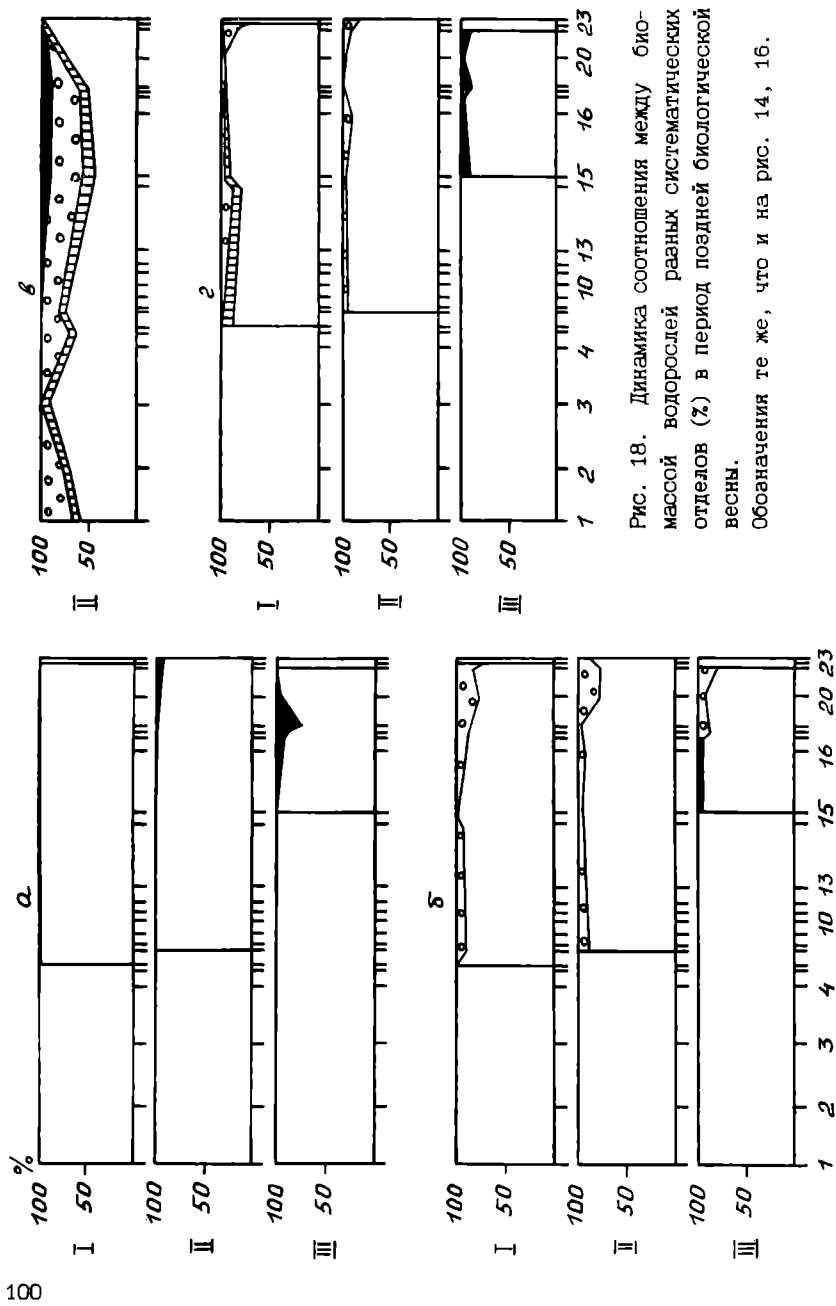 100
%
а
I
100
50
II
100
50
III
100
50
б
I
100
50
II
100
50
III
100
50
1 2 3 4 10 13 15 16 20 23
в
II
100
50
г
I
100
50
II
100
50
III
100
50
1 2 3 4 10 13 15 16 20 23
Рис. 18. Динамика соотношения между био-
массой водорослей разных систематических
отделов (%) в период поздней биологической
весны.
Обозначения те же, что и на рис. 14, 16.